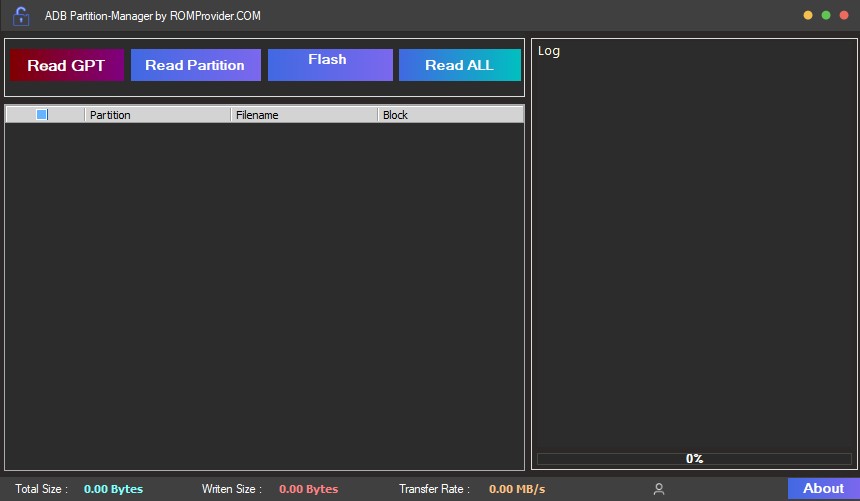 ADB Partition-Manager by ROMProvider.COM
Read GPT Read Partition Flash Read ALL
Partition Filename Block
Log
0%
Total Size : 0.00 Bytes Writen Size : 0.00 Bytes Transfer Rate : 0.00 MB/s About